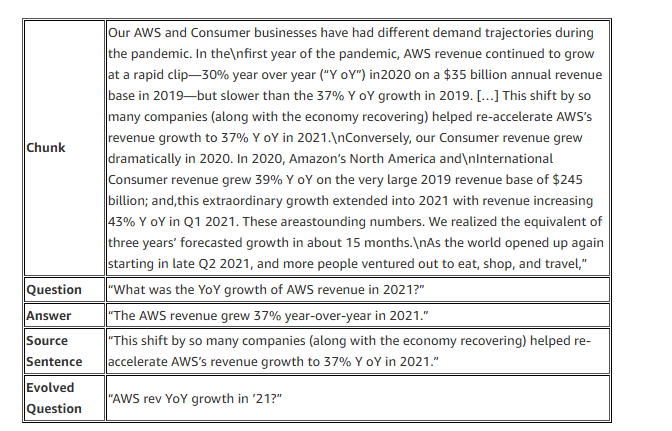 Chunk
Our AWS and Consumer businesses have had different demand trajectories during
the pandemic. In the\nfirst year of the pandemic, AWS revenue continued to grow
at a rapid clip—30% year over year (“Y oY”) in2020 on a $35 billion annual revenue
base in 2019—but slower than the 37% Y oY growth in 2019. […] This shift by so
many companies (along with the economy recovering) helped re-accelerate AWS’s
revenue growth to 37% Y oY in 2021.\nConversely, our Consumer revenue grew
dramatically in 2020. In 2020, Amazon’s North America and\nInternational
Consumer revenue grew 39% Y oY on the very large 2019 revenue base of $245
billion; and,this extraordinary growth extended into 2021 with revenue increasing
43% Y oY in Q1 2021. These areastounding numbers. We realized the equivalent of
three years’ forecasted growth in about 15 months.\nAs the world opened up again
starting in late Q2 2021, and more people ventured out to eat, shop, and travel,”
Question
“What was the YoY growth of AWS revenue in 2021?”
Answer
“The AWS revenue grew 37% year-over-year in 2021.”
Source
Sentence
“This shift by so many companies (along with the economy recovering) helped re-
accelerate AWS’s revenue growth to 37% Y oY in 2021.”
Evolved
Question
“AWS rev YoY growth in ’21?”